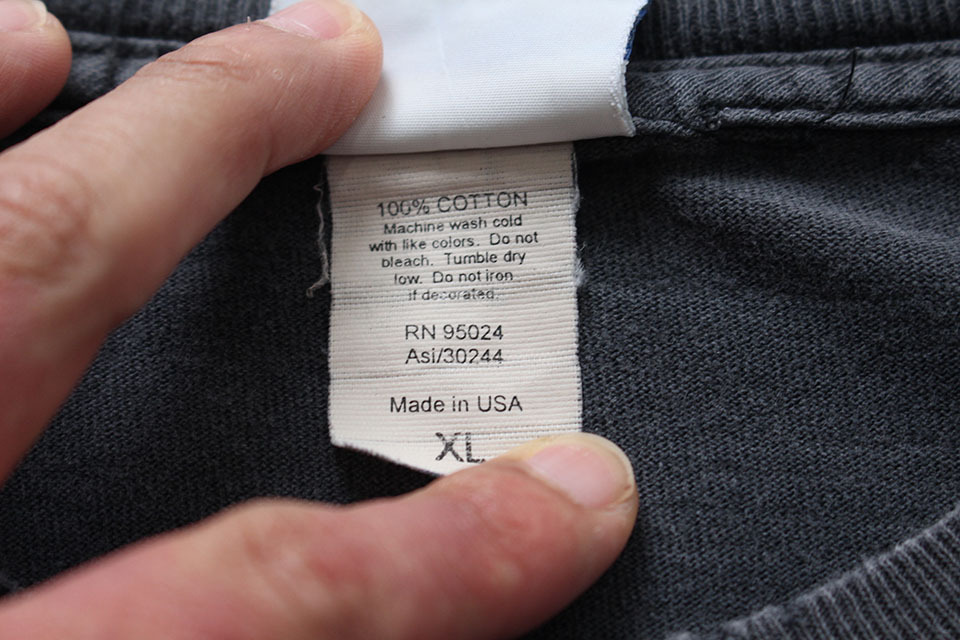 100% COTTON
Machine wash cold
with like colors. Do not
bleach. Tumble dry
low. Do not iron
if decorated.
RN 95024
Asi/30244
Made in USA
XL